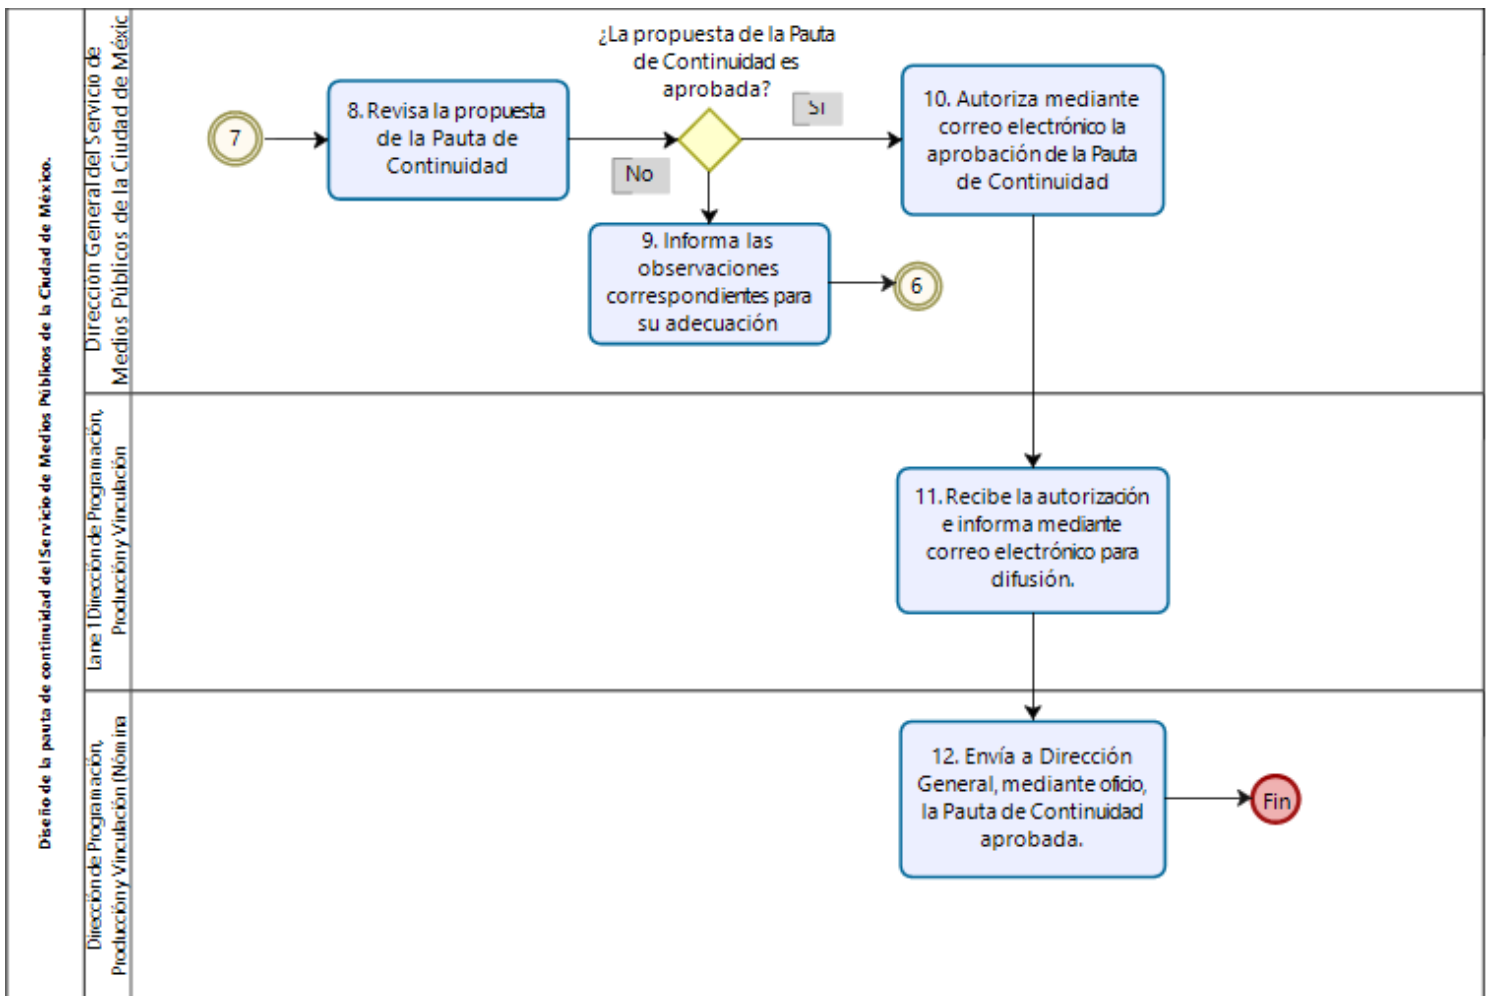 Diseño de la pauta de continuidad del Servicio de Medios Públicos de la Ciudad de México.
Dirección General del Servicio de
Medios Públicos de la Ciudad de Méxic
7
8. Revisa la propuesta
de la Pauta de
Continuidad
¿La propuesta de la Pauta
de Continuidad es
aprobada?
Si
No
9. Informa las
observaciones
correspondientes para
su adecuación
6
10. Autoriza mediante
correo electrónico la
aprobación de la Pauta
de Continuidad
Lane 1 Dirección de Programación,
Producción y Vinculación
11. Recibe la autorización
e informa mediante
correo electrónico para
difusión.
Dirección de Programación,
Producción y Vinculación (Nómina
12. Envía a Dirección
General, mediante oficio,
la Pauta de Continuidad
aprobada.
Fin